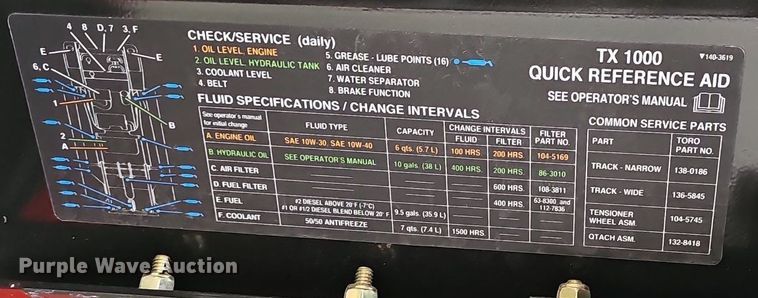 4 8 D, 7 3, F
E E
6, C
1
B
2
A
CHECK/SERVICE (daily)
1. OIL LEVEL, ENGINE
2. OIL LEVEL, HYDRAULIC TANK
3. COOLANT LEVEL
4. BELT
5. GREASE - LUBE POINTS (16)
6. AIR CLEANER
7. WATER SEPARATOR
8. BRAKE FUNCTION
TX 1000
QUICK REFERENCE AID
SEE OPERATOR'S MANUAL
▼140-3619
FLUID SPECIFICATIONS / CHANGE INTERVALS
See operator's manual for initial change
FLUID TYPE CAPACITY CHANGE INTERVALS FLUID FILTER FILTER PART NO.
A. ENGINE OIL SAE 10W-30, SAE 10W-40 6 qts. (5.7 L) 100 HRS. 200 HRS. 104-5169
B. HYDRAULIC OIL SEE OPERATOR'S MANUAL 10 gals. (38 L) 400 HRS. 200 HRS. 86-3010
C. AIR FILTER
D. FUEL FILTER 600 HRS. 108-3811
E. FUEL #2 DIESEL ABOVE 20°F (-7°C) #1 OR #1/2 DIESEL BLEND BELOW 20°F 9.5 gals. (35.9 L) 400 HRS. 63-8300 and 112-7836
F. COOLANT 50/50 ANTIFREEZE 7 qts. (7.4 L) 1500 HRS.
COMMON SERVICE PARTS
PART TORO PART NO.
TRACK - NARROW 138-0186
TRACK - WIDE 136-5845
TENSIONER WHEEL ASM. 104-5745
QTACH ASM. 132-8418
Purple Wave Auction